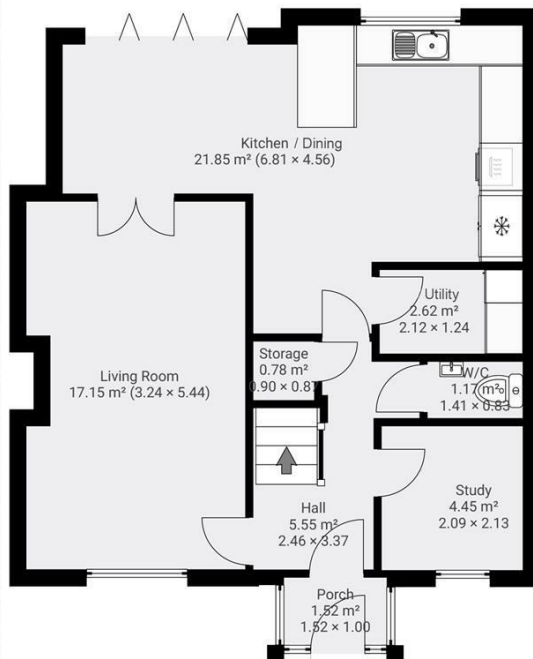 Kitchen / Dining
21.85 m² (6.81 × 4.56)
Utility
2.62 m²
2.12 × 1.24
Storage
0.78 m²
0.90 × 0.87
W/C
1.17 m²
1.41 × 0.83
Living Room
17.15 m² (3.24 × 5.44)
Study
4.45 m²
2.09 × 2.13
Hall
5.55 m²
2.46 × 3.37
Porch
1.52 m²
1.52 × 1.00